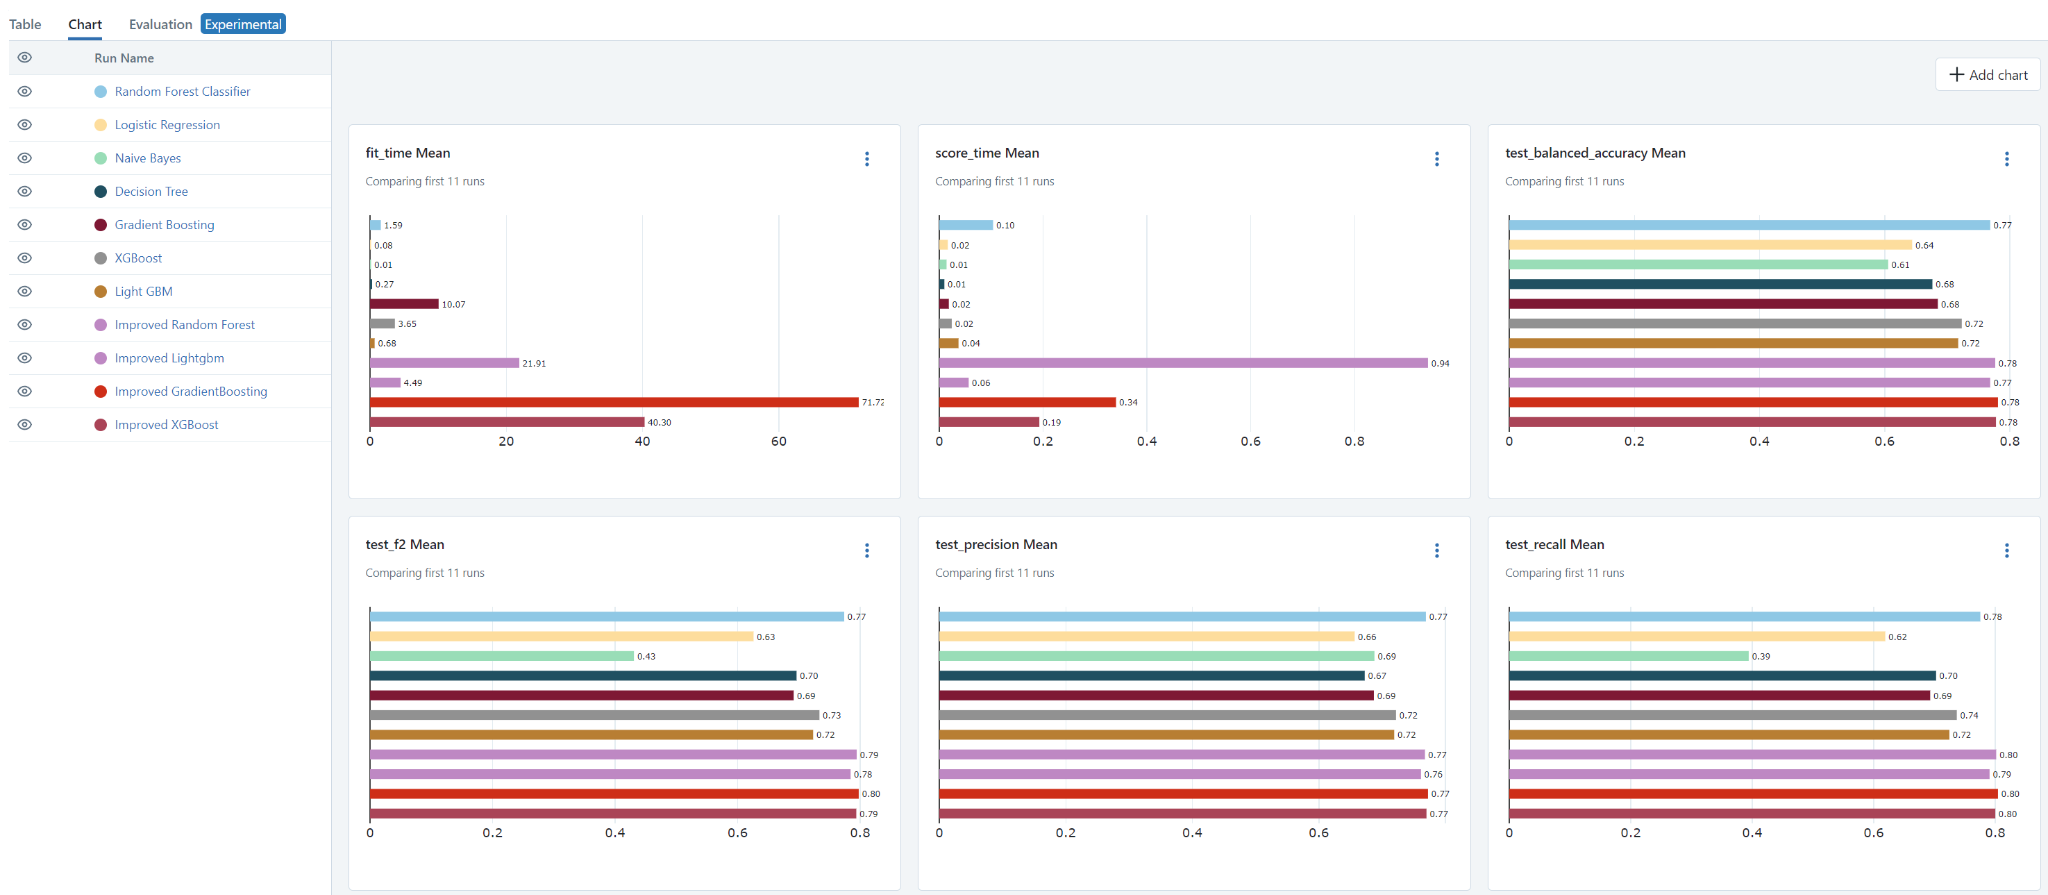 Table Chart Evaluation Experimental
Run Name
Random Forest Classifier
Logistic Regression
Naive Bayes
Decision Tree
Gradient Boosting
XGBoost
Light GBM
Improved Random Forest
Improved Lightgbm
Improved GradientBoosting
Improved XGBoost
+ Add chart
fit_time Mean
Comparing first 11 runs
1.59
0.08
0.01
0.27
10.07
3.65
0.68
21.91
4.49
71.72
40.30
0 20 40 60
score_time Mean
Comparing first 11 runs
0.10
0.02
0.01
0.01
0.02
0.02
0.04
0.94
0.06
0.34
0.19
0 0.2 0.4 0.6 0.8
test_balanced_accuracy Mean
Comparing first 11 runs
0.77
0.64
0.61
0.68
0.68
0.72
0.72
0.78
0.77
0.78
0.78
0 0.2 0.4 0.6 0.8
test_f2 Mean
Comparing first 11 runs
0.77
0.63
0.43
0.70
0.69
0.73
0.72
0.79
0.78
0.80
0.79
0 0.2 0.4 0.6 0.8
test_precision Mean
Comparing first 11 runs
0.77
0.66
0.69
0.67
0.69
0.72
0.72
0.77
0.76
0.77
0.77
0 0.2 0.4 0.6
test_recall Mean
Comparing first 11 runs
0.78
0.62
0.39
0.70
0.69
0.74
0.72
0.80
0.79
0.80
0.80
0 0.2 0.4 0.6 0.8